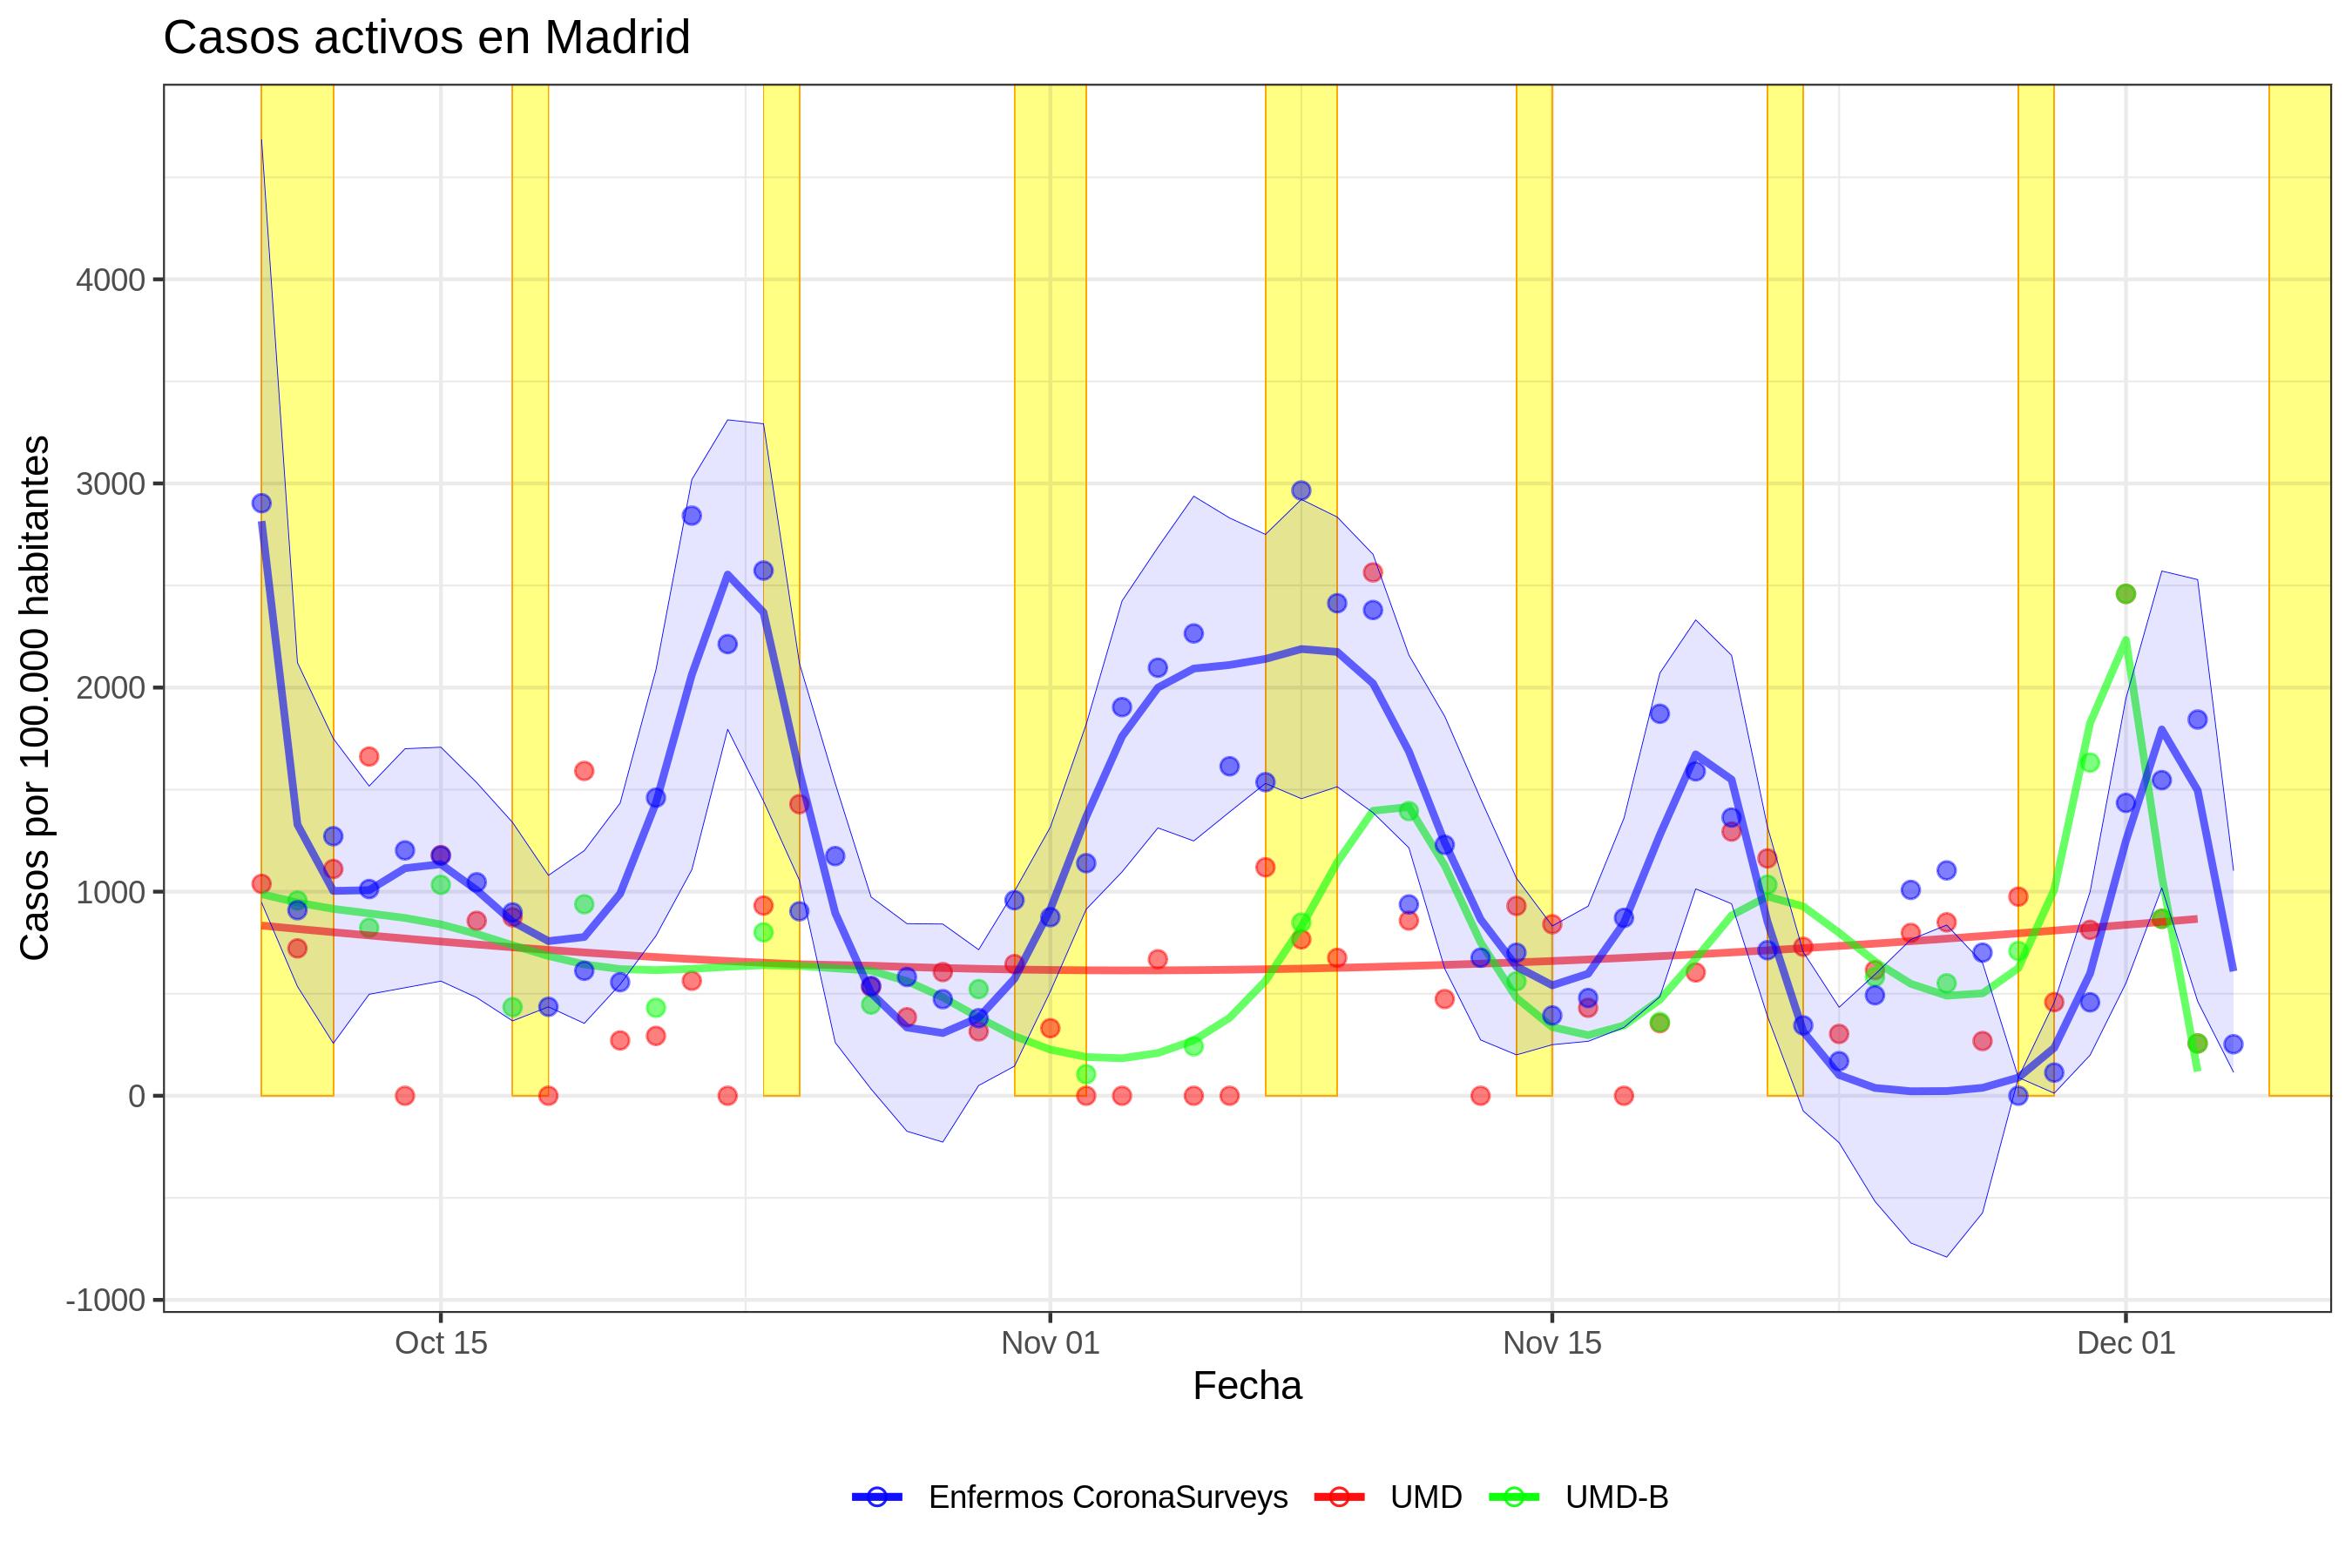 Casos activos en Madrid
Casos por 100.000 habitantes
4000
3000
2000
1000
0
-1000
Oct 15
Nov 01
Nov 15
Dec 01
Fecha
Enfermos CoronaSurveys
UMD
UMD-B